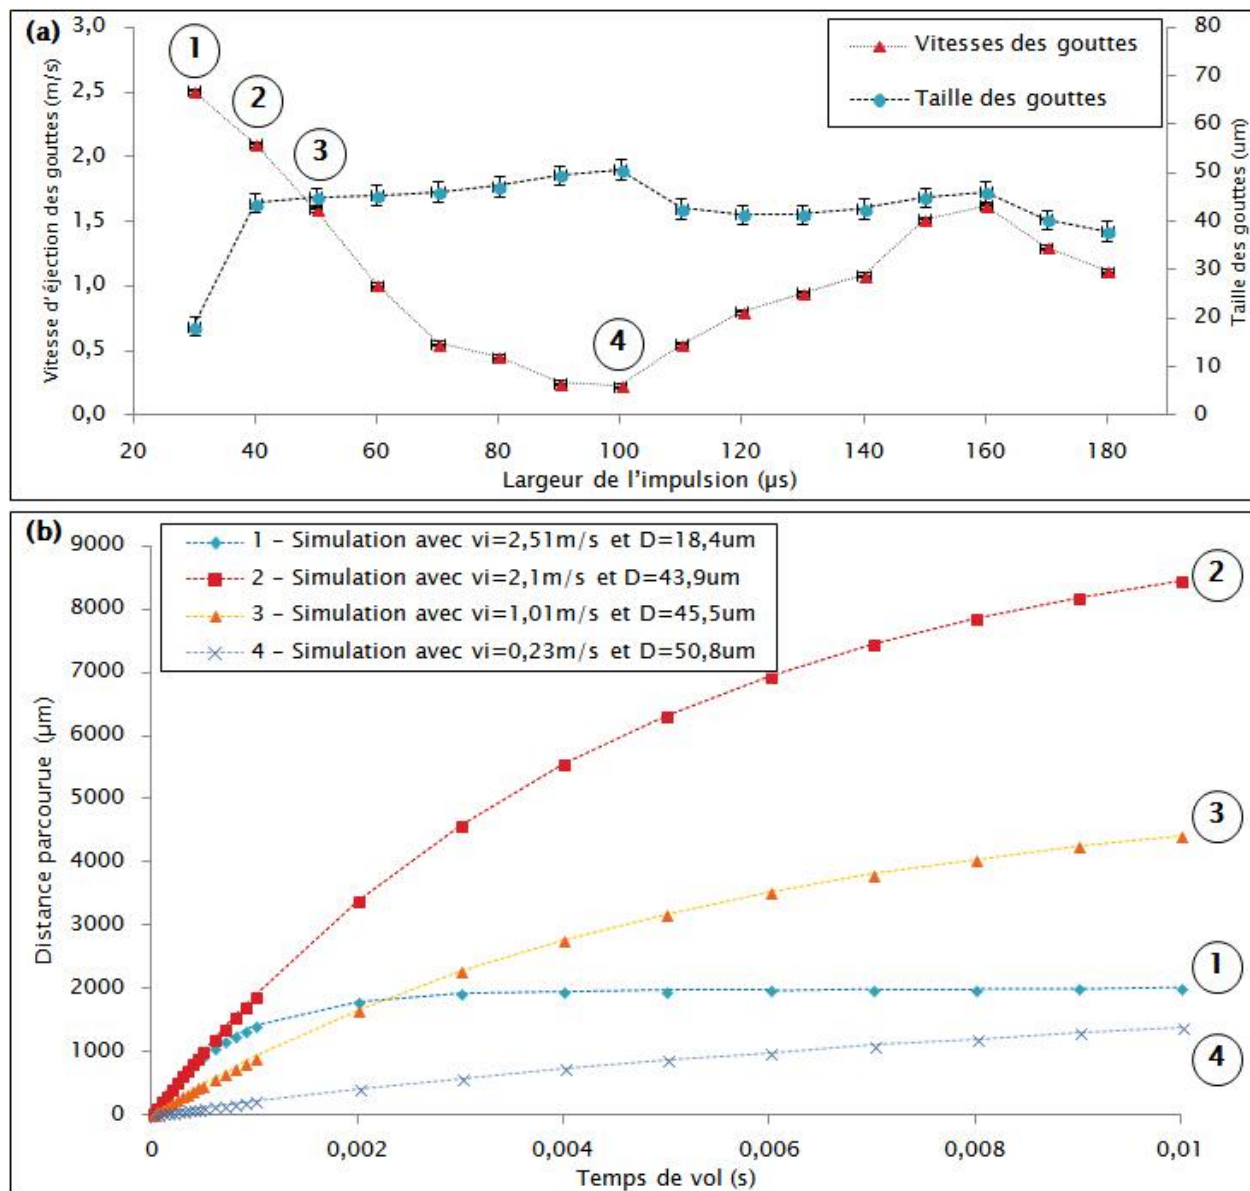 (a)
3,0
2,5
2,0
1,5
1,0
0,5
0,0
Vitesse d'éjection des gouttes (m/s)
1
2
3
4
Vitesses des gouttes
Taille des gouttes
80
70
60
50
40
30
20
10
0
Taille des gouttes (um)
20 40 60 80 100 120 140 160 180
Largeur de l'impulsion (µs)
(b)
9000
8000
7000
6000
5000
4000
3000
2000
1000
0
Distance parcourue (µm)
1 – Simulation avec vi=2,51m/s et D=18,4um
2 – Simulation avec vi=2,1m/s et D=43,9um
3 – Simulation avec vi=1,01m/s et D=45,5um
4 – Simulation avec vi=0,23m/s et D=50,8um
2
3
1
4
0 0,002 0,004 0,006 0,008 0,01
Temps de vol (s)